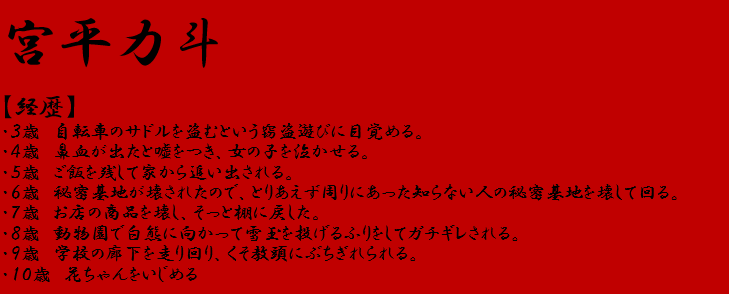 宮平力斗
【経歴】
・3歳 自転車のサドルを盗むという窃盗遊びに目覚める。
・4歳 鼻血が出たと嘘をつき、女の子を泣かせる。
・5歳 ご飯を残して家から追い出される。
・6歳 秘密基地が壊されたので、とりあえず周りにあった知らない人の秘密基地を壊して回る。
・7歳 お店の商品を壊し、そっと棚に戻した。
・8歳 動物園で白熊に向かって雪玉を投げるふりをしてガチギレされる。
・9歳 学校の廊下を走り回り、くそ教頭にぶちぎれられる。
・10歳 花ちゃんをいじめる